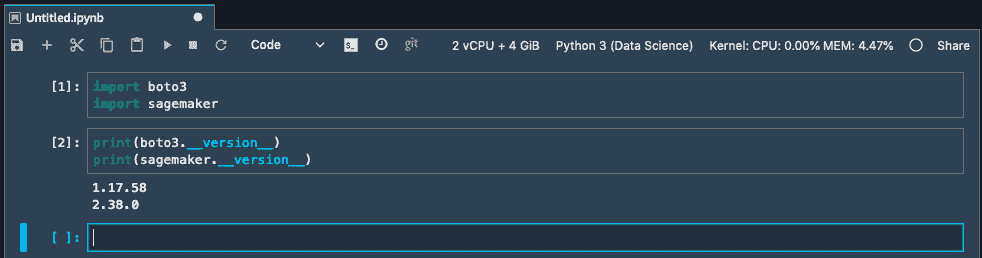 Untitled.ipynb
Code
git
2 vCPU + 4 GiB
Python 3 (Data Science)
Kernel: CPU: 0.00% MEM: 4.47%
Share
[1]:
import boto3
import sagemaker
[2]:
print(boto3.__version__)
print(sagemaker.__version__)
1.17.58
2.38.0
[ ]: